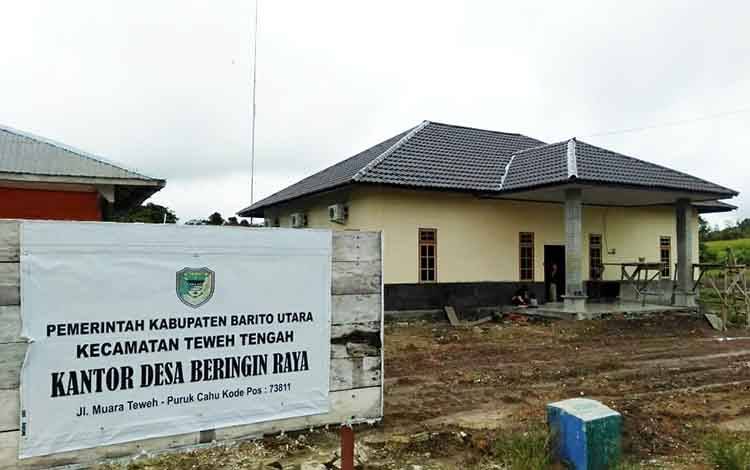 PEMERINTAH KABUPATEN BARITO UTARA
KECAMATAN TEWEH TENGAH
KANTOR DESA BERINGIN RAYA
Jl. Muara Teweh - Puruk Cahu Kode Pos : 73811